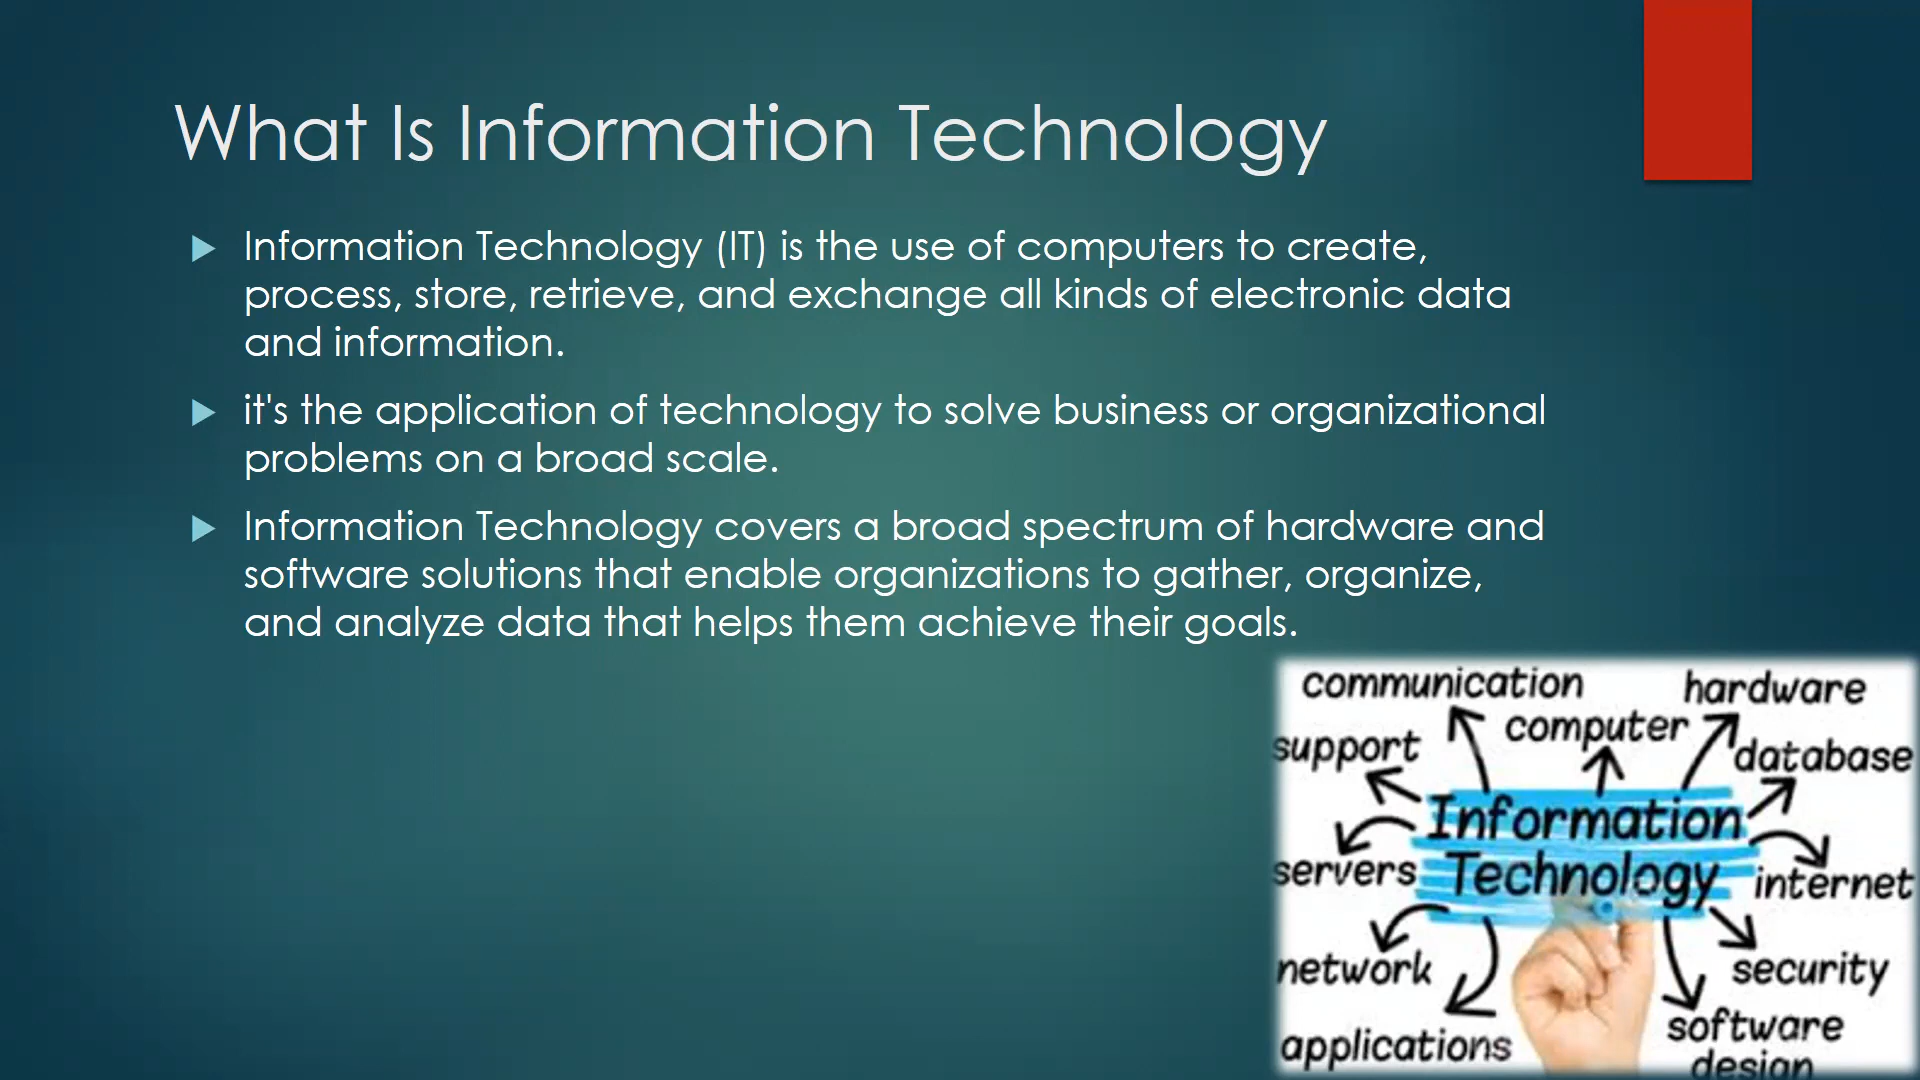 What Is Information Technology
Information Technology (IT) is the use of computers to create,
process, store, retrieve, and exchange all kinds of electronic data
and information.
it's the application of technology to solve business or organizational
problems on a broad scale.
Information Technology covers a broad spectrum of hardware and
software solutions that enable organizations to gather, organize,
and analyze data that helps them achieve their goals.
communication
hardware
computer
support
database
Information
Technology
servers
internet
network
security
applications
software
design